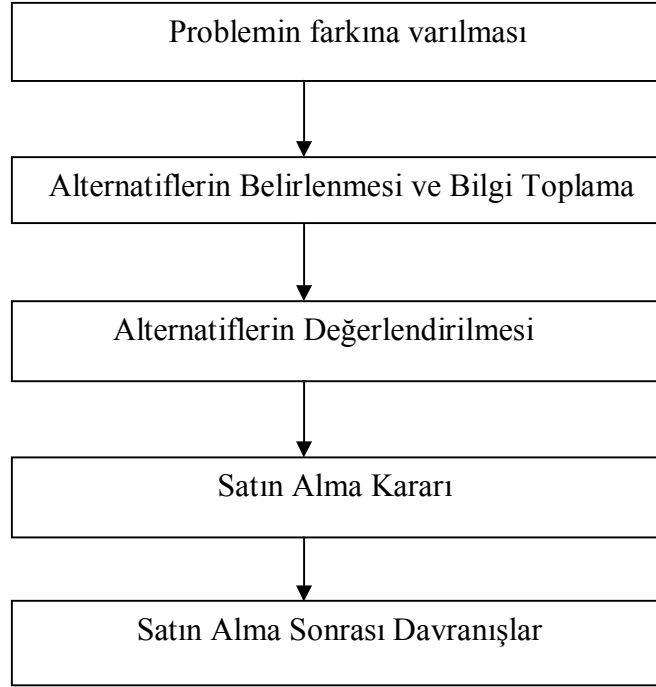 Problemin farkına varılması
Alternatiflerin Belirlenmesi ve Bilgi Toplama
Alternatiflerin Değerlendirilmesi
Satın Alma Kararı
Satın Alma Sonrası Davranışlar